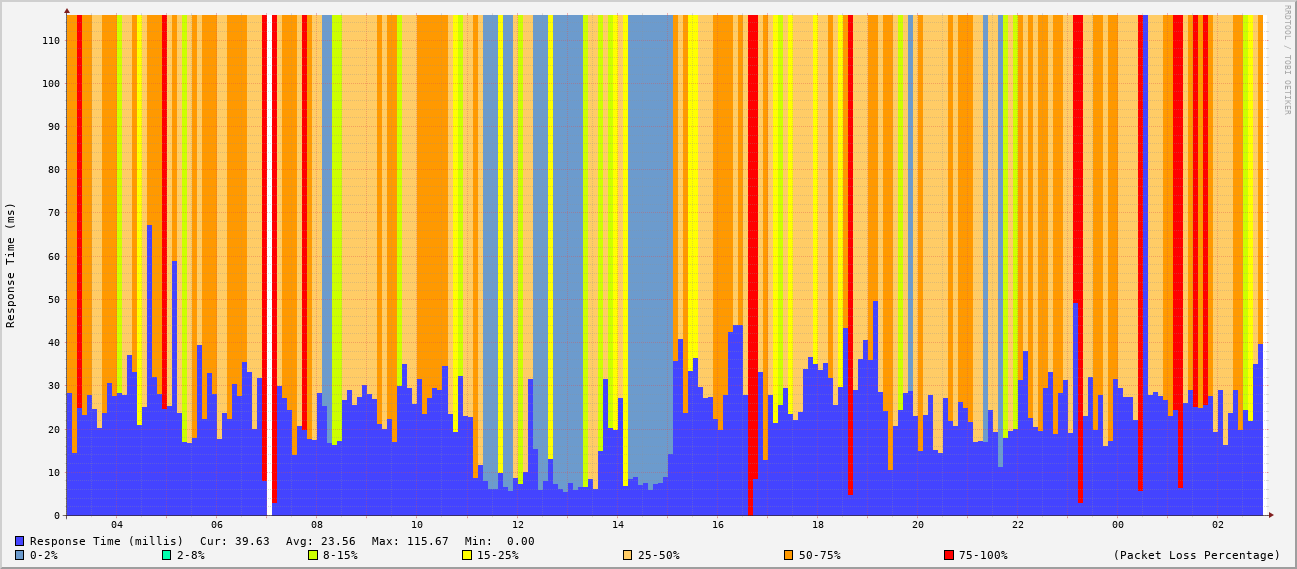 RRDTOOL / TOBI OETIKER
Response Time (ms)
110
100
90
80
70
60
50
40
30
20
10
0
04 06 08 10 12 14 16 18 20 22 00 02
Response Time (millis) Cur: 39.63 Avg: 23.56 Max: 115.67 Min: 0.00
0-2% 2-8% 8-15% 15-25% 25-50% 50-75% 75-100% (Packet Loss Percentage)